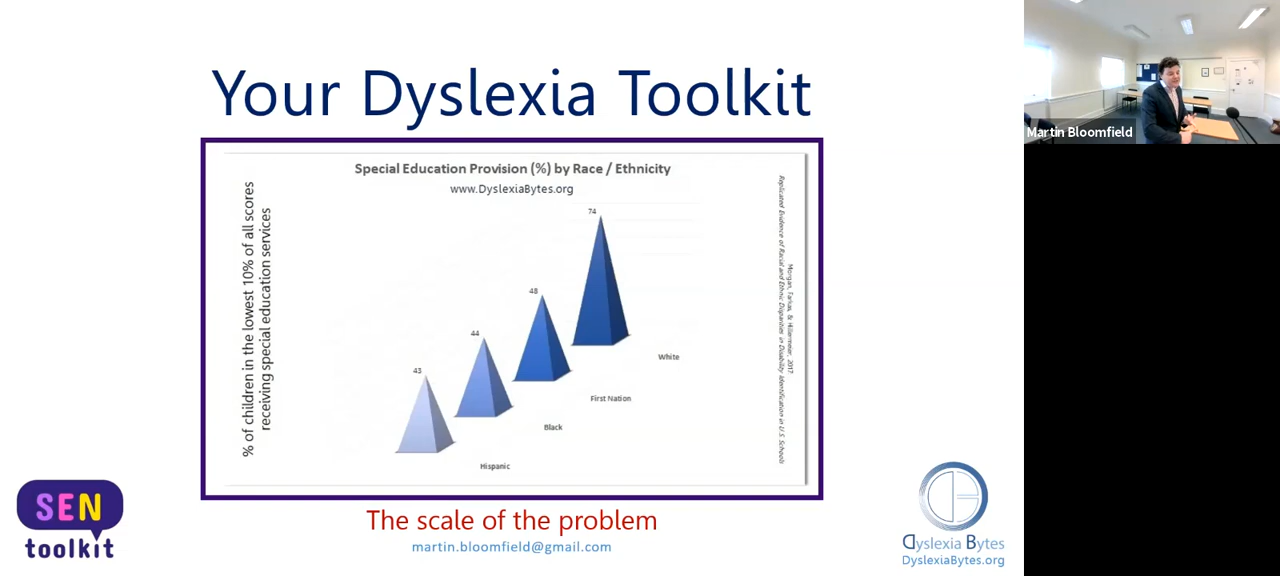 Your Dyslexia Toolkit
Special Education Provision (%) by Race / Ethnicity
www.DyslexiaBytes.org
% of children in the lowest 10% of all scores
receiving special education services
74
48
44
43
White
First Nation
Black
Hispanic
Morgan, Farkas, & Hillermeier, 2017
Replicated Evidence of Racial and Ethnic Disparities in Disability Identification in U.S. Schools
The scale of the problem
martin.bloomfield@gmail.com
SEN
toolkit
Dyslexia Bytes
DyslexiaBytes.org
Martin Bloomfield